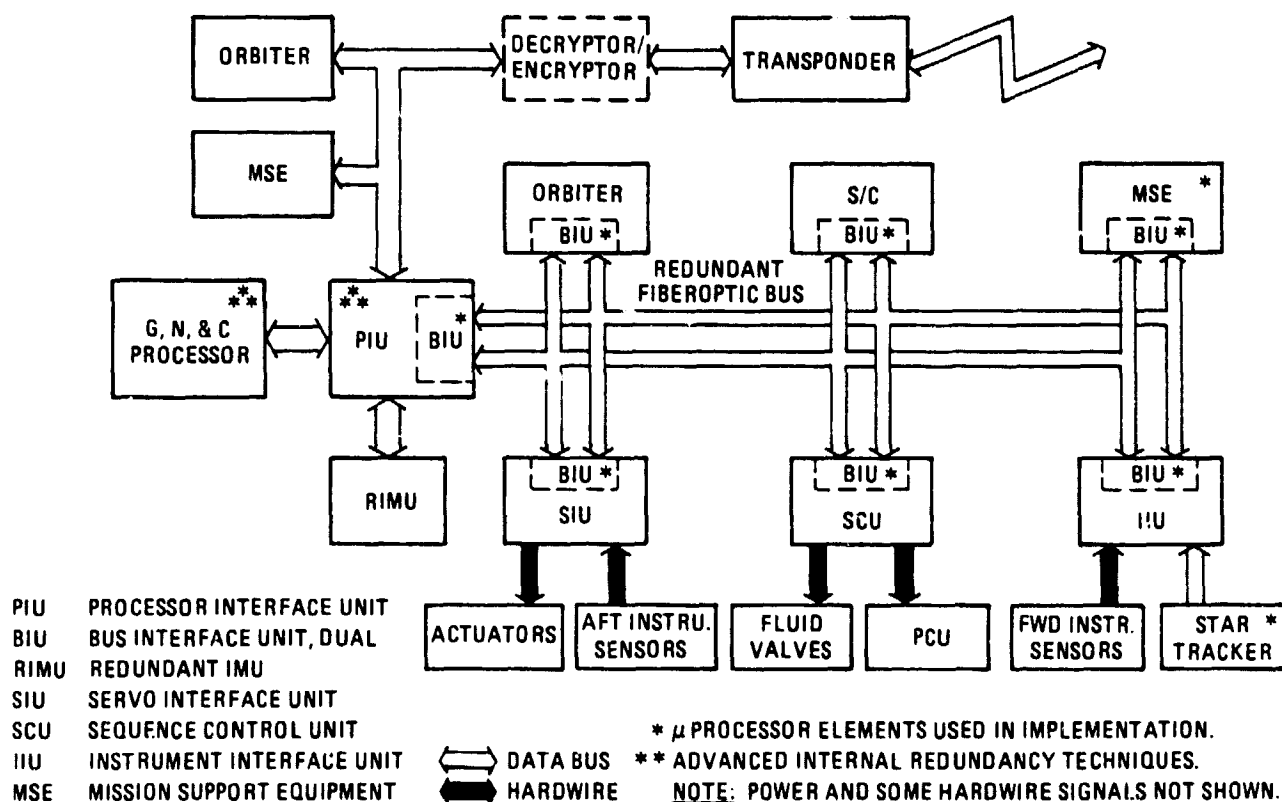 ORBITER
DECRYPTOR/
ENCRYPTOR
TRANSPONDER
MSE
ORBITER
BIU *
S/C
BIU *
MSE *
BIU *
REDUNDANT
FIBEROPTIC BUS
G, N, & C
PROCESSOR
***
PIU
***
BIU
*
RIMU
BIU *
SIU
BIU *
SCU
BIU *
IIU
ACTUATORS
AFT INSTRU.
SENSORS
FLUID
VALVES
PCU
FWD INSTR.
SENSORS
STAR *
TRACKER
PIU PROCESSOR INTERFACE UNIT
BIU BUS INTERFACE UNIT, DUAL
RIMU REDUNDANT IMU
SIU SERVO INTERFACE UNIT
SCU SEQUENCE CONTROL UNIT
IIU INSTRUMENT INTERFACE UNIT
MSE MISSION SUPPORT EQUIPMENT
DATA BUS
HARDWIRE
* μ PROCESSOR ELEMENTS USED IN IMPLEMENTATION.
** ADVANCED INTERNAL REDUNDANCY TECHNIQUES.
NOTE: POWER AND SOME HARDWIRE SIGNALS NOT SHOWN.